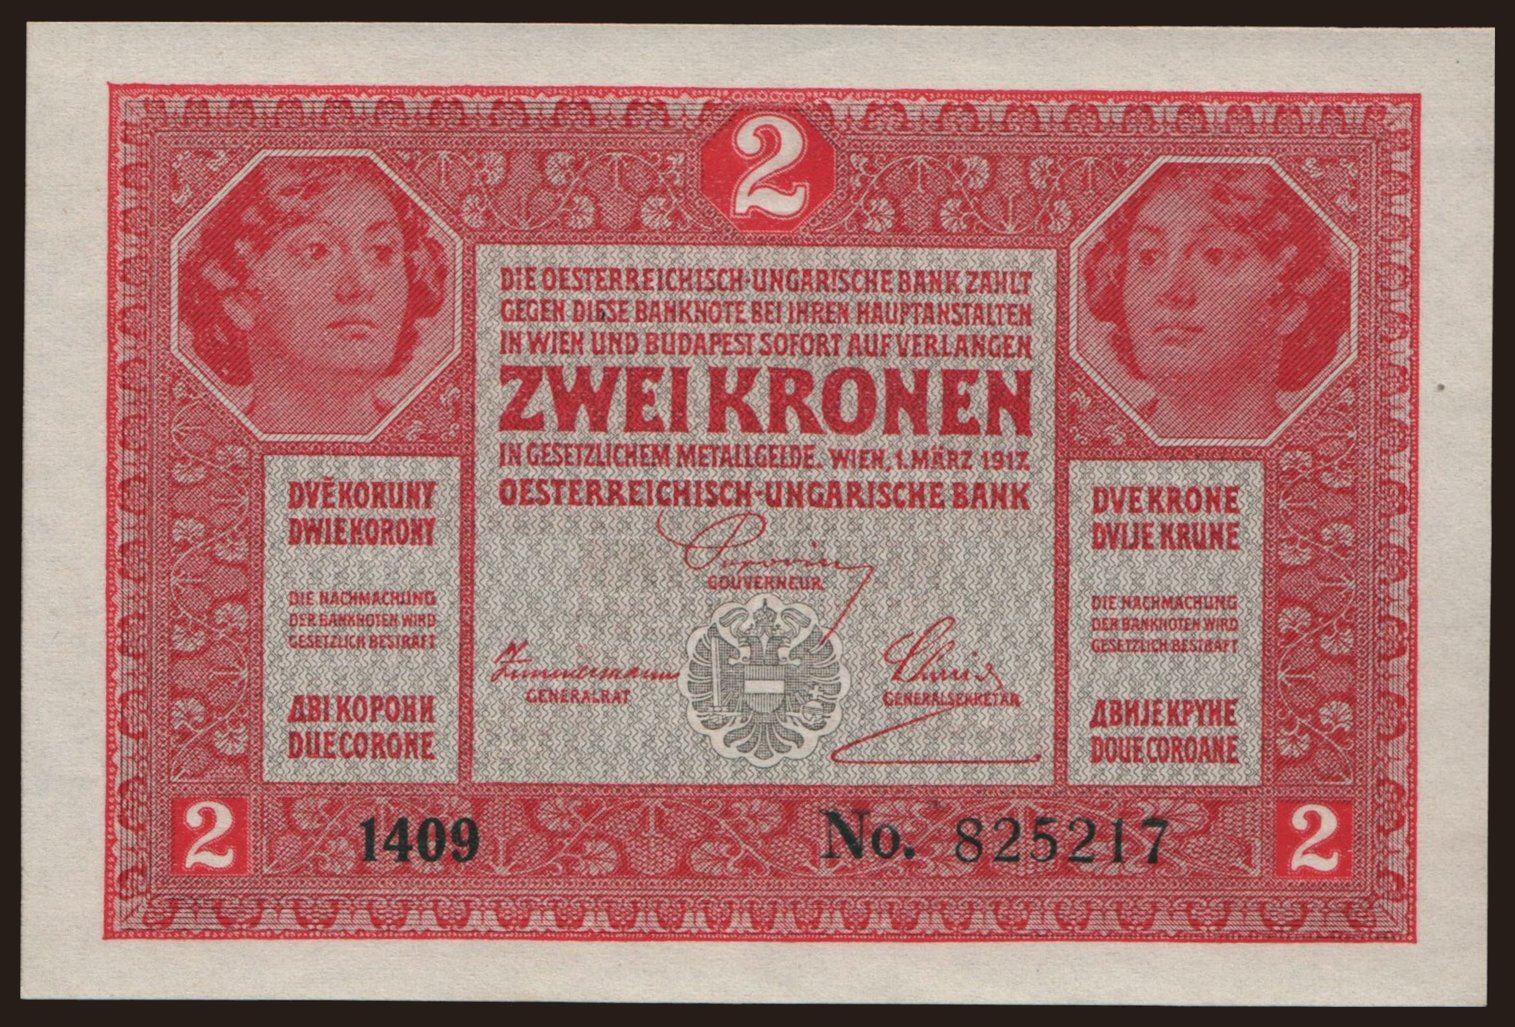 2
DIE OESTERREICHISCH-UNGARISCHE BANK ZAHLT
GEGEN DIESE BANKNOTE BEI IHREN HAUPTANSTALTEN
IN WIEN UND BUDAPEST SOFORT AUF VERLANGEN
ZWEI KRONEN
IN GESETZLICHEM METALLGELDE. WIEN, 1. MÄRZ 1917.
OESTERREICHISCH-UNGARISCHE BANK
GOUVERNEUR
Zimmermann
GENERALRAT
GENERALSEKRETÄR
DVĚ KORUNY
DWIE KORONY
DIE NACHMACHUNG
DER BANKNOTEN WIRD
GESETZLICH BESTRAFT
ДВІ КОРОНИ
DUE CORONE
DVE KRONE
DVIJE KRUNE
DIE NACHMACHUNG
DER BANKNOTEN WIRD
GESETZLICH BESTRAFT
ДВИЈЕ КРУНЕ
DOUE COROANE
2
1409
No. 825217
2